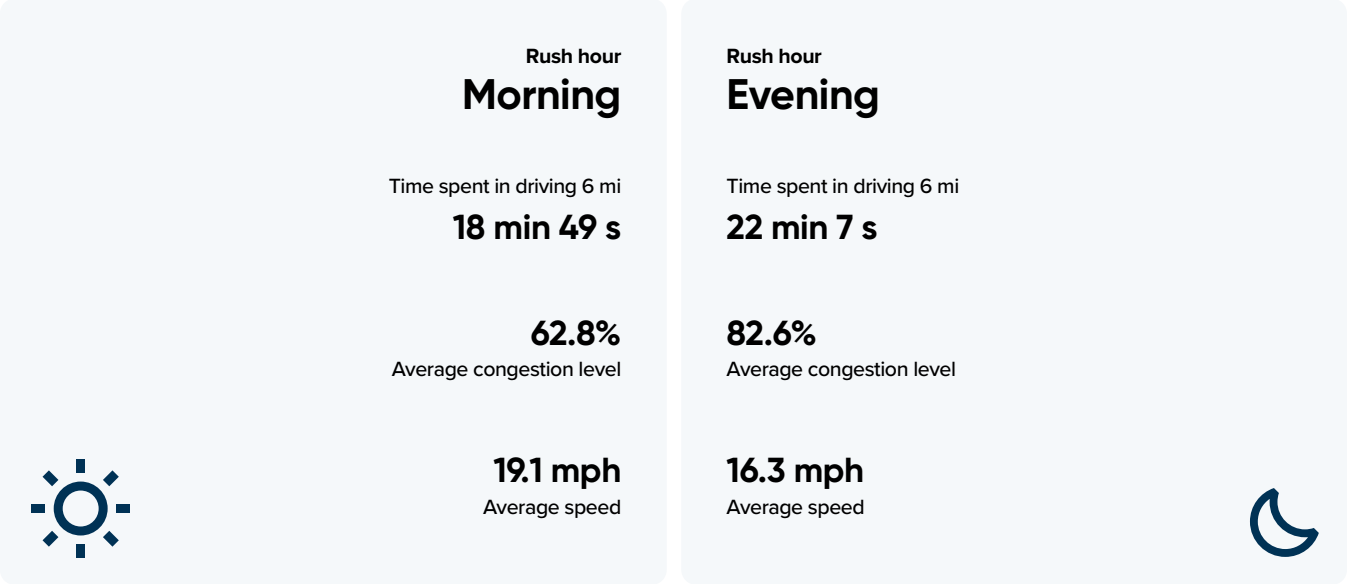 Rush hour
Morning
Time spent in driving 6 mi
18 min 49 s
62.8%
Average congestion level
19.1 mph
Average speed
Rush hour
Evening
Time spent in driving 6 mi
22 min 7 s
82.6%
Average congestion level
16.3 mph
Average speed